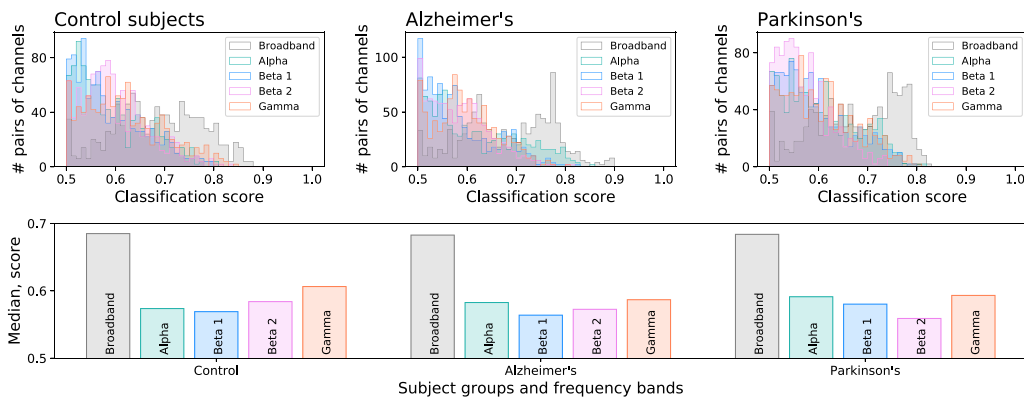 Control subjects
# pairs of channels
80
40
0
Broadband
Alpha
Beta 1
Beta 2
Gamma
0.5 0.6 0.7 0.8 0.9 1.0
Classification score
Alzheimer's
# pairs of channels
100
50
0
Broadband
Alpha
Beta 1
Beta 2
Gamma
0.5 0.6 0.7 0.8 0.9 1.0
Classification score
Parkinson's
# pairs of channels
80
40
0
Broadband
Alpha
Beta 1
Beta 2
Gamma
0.5 0.6 0.7 0.8 0.9 1.0
Classification score
Median, score
0.7
0.6
0.5
Broadband
Alpha
Beta 1
Beta 2
Gamma
Broadband
Alpha
Beta 1
Beta 2
Gamma
Broadband
Alpha
Beta 1
Beta 2
Gamma
Control Alzheimer's Parkinson's
Subject groups and frequency bands